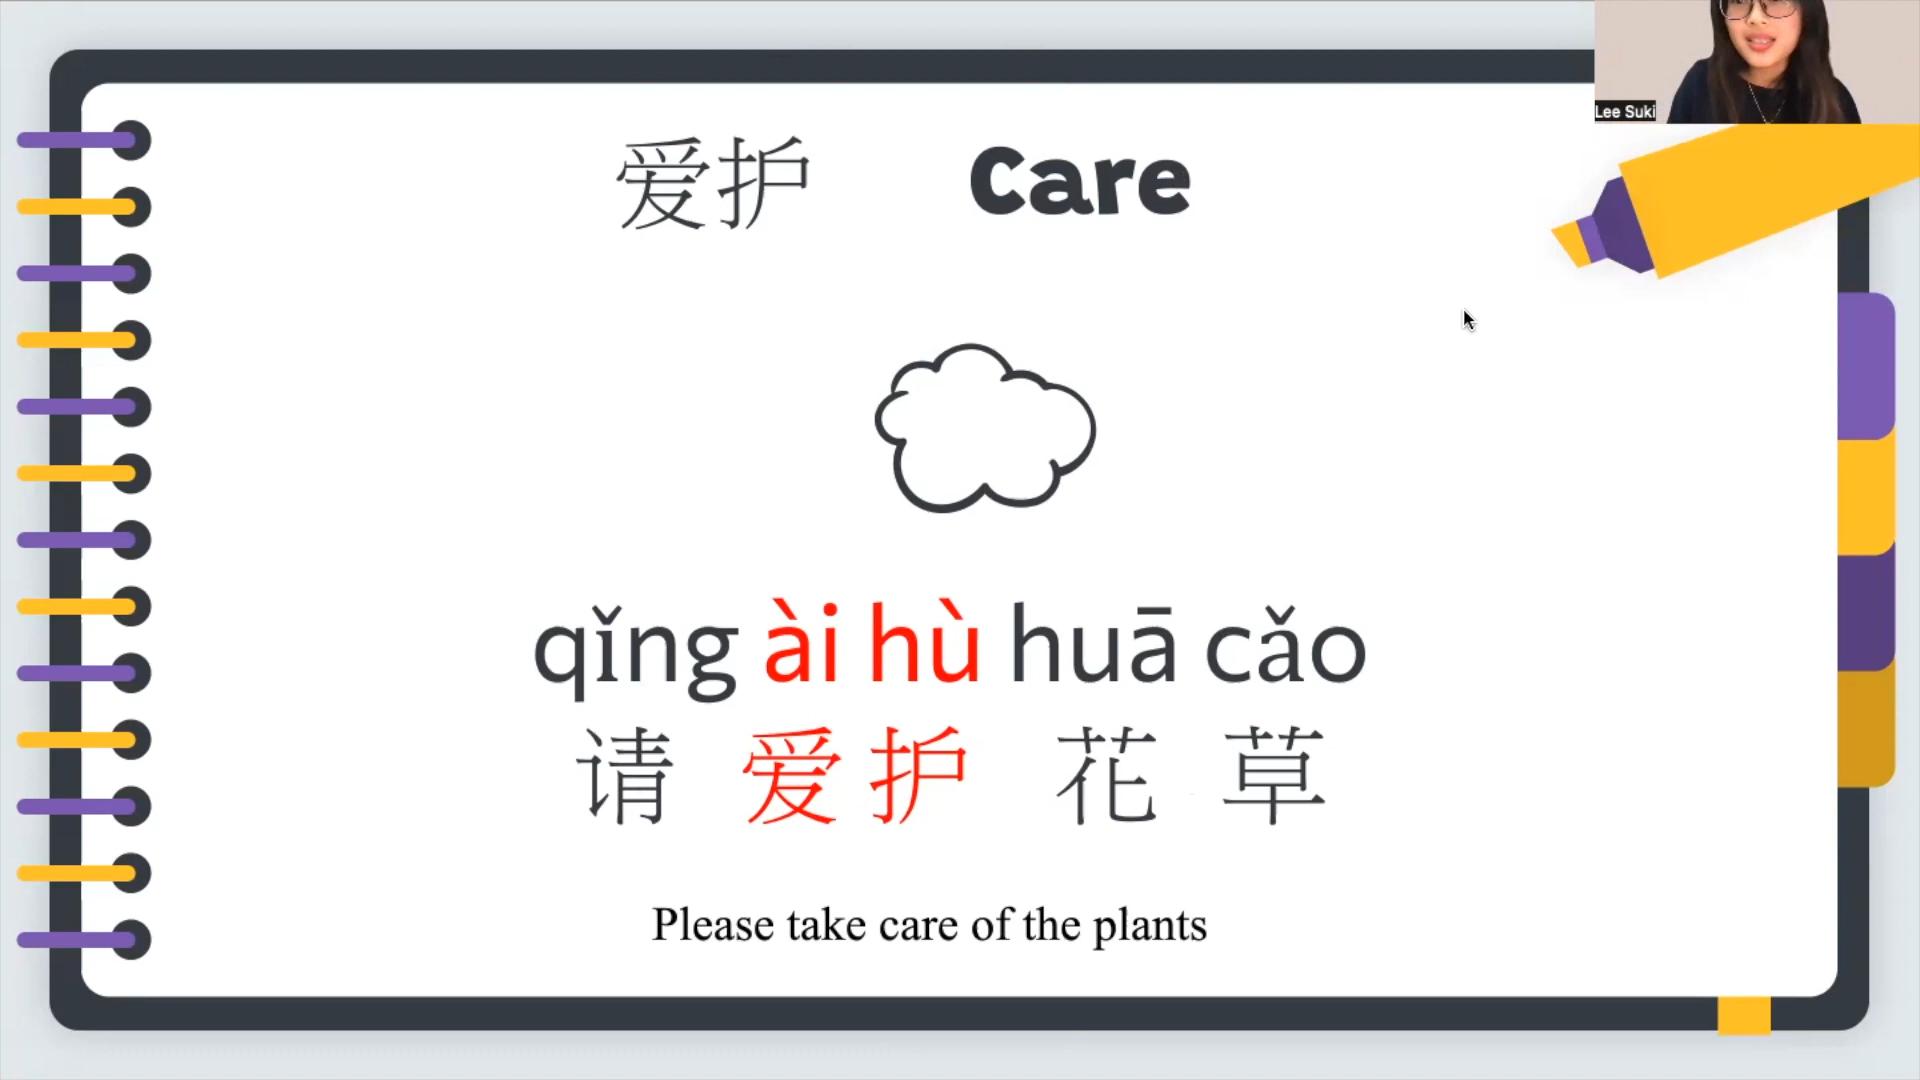 Lee Suki
爱护 Care
qǐng ài hù huā cǎo
请 爱 护 花 草
Please take care of the plants